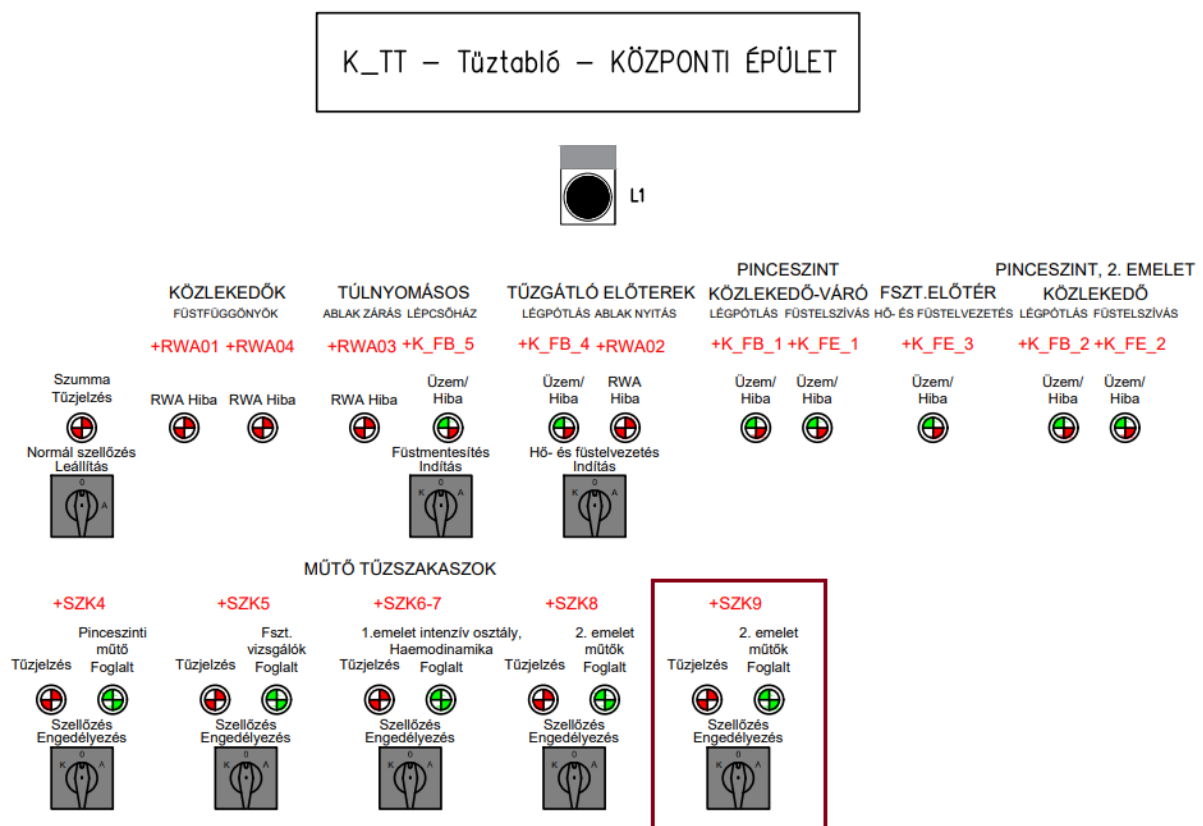 K_TT – Tüztabló – KÖZPONTI ÉPÜLET
L1
PINCESZINT PINCESZINT, 2. EMELET
KÖZLEKEDŐK TÚLNYOMÁSOS TŰZGÁTLÓ ELŐTEREK KÖZLEKEDŐ-VÁRÓ FSZT.ELŐTÉR KÖZLEKEDŐ
FÜSTFÜGGÖNYÖK ABLAK ZÁRÁS LÉPCSŐHÁZ LÉGPÓTLÁS ABLAK NYITÁS LÉGPÓTLÁS FÜSTELSZÍVÁS HŐ- ÉS FÜSTELVEZETÉS LÉGPÓTLÁS FÜSTELSZÍVÁS
+RWA01 +RWA04 +RWA03 +K_FB_5 +K_FB_4 +RWA02 +K_FB_1 +K_FE_1 +K_FE_3 +K_FB_2 +K_FE_2
Szumma Üzem/ Üzem/ RWA Üzem/ Üzem/ Üzem/ Üzem/ Üzem/
Tüzjelzés RWA Hiba RWA Hiba RWA Hiba Hiba Hiba Hiba Hiba Hiba Hiba Hiba Hiba
Normál szellőzés Füstmentesítés Hő- és füstelvezetés
Leállítás Indítás Indítás
0 0 0
A K A K A
MŰTŐ TŰZSZAKASZOK
+SZK4 +SZK5 +SZK6-7 +SZK8 +SZK9
Pinceszinti Fszt. 1.emelet intenzív osztály, 2. emelet 2. emelet
műtő vizsgálók Haemodinamika műtők műtők
Tűzjelzés Foglalt Tűzjelzés Foglalt Tűzjelzés Foglalt Tűzjelzés Foglalt Tűzjelzés Foglalt
Szellőzés Szellőzés Szellőzés Szellőzés Szellőzés
Engedélyezés Engedélyezés Engedélyezés Engedélyezés Engedélyezés
0 0 0 0 0
K A K A K A K A K A